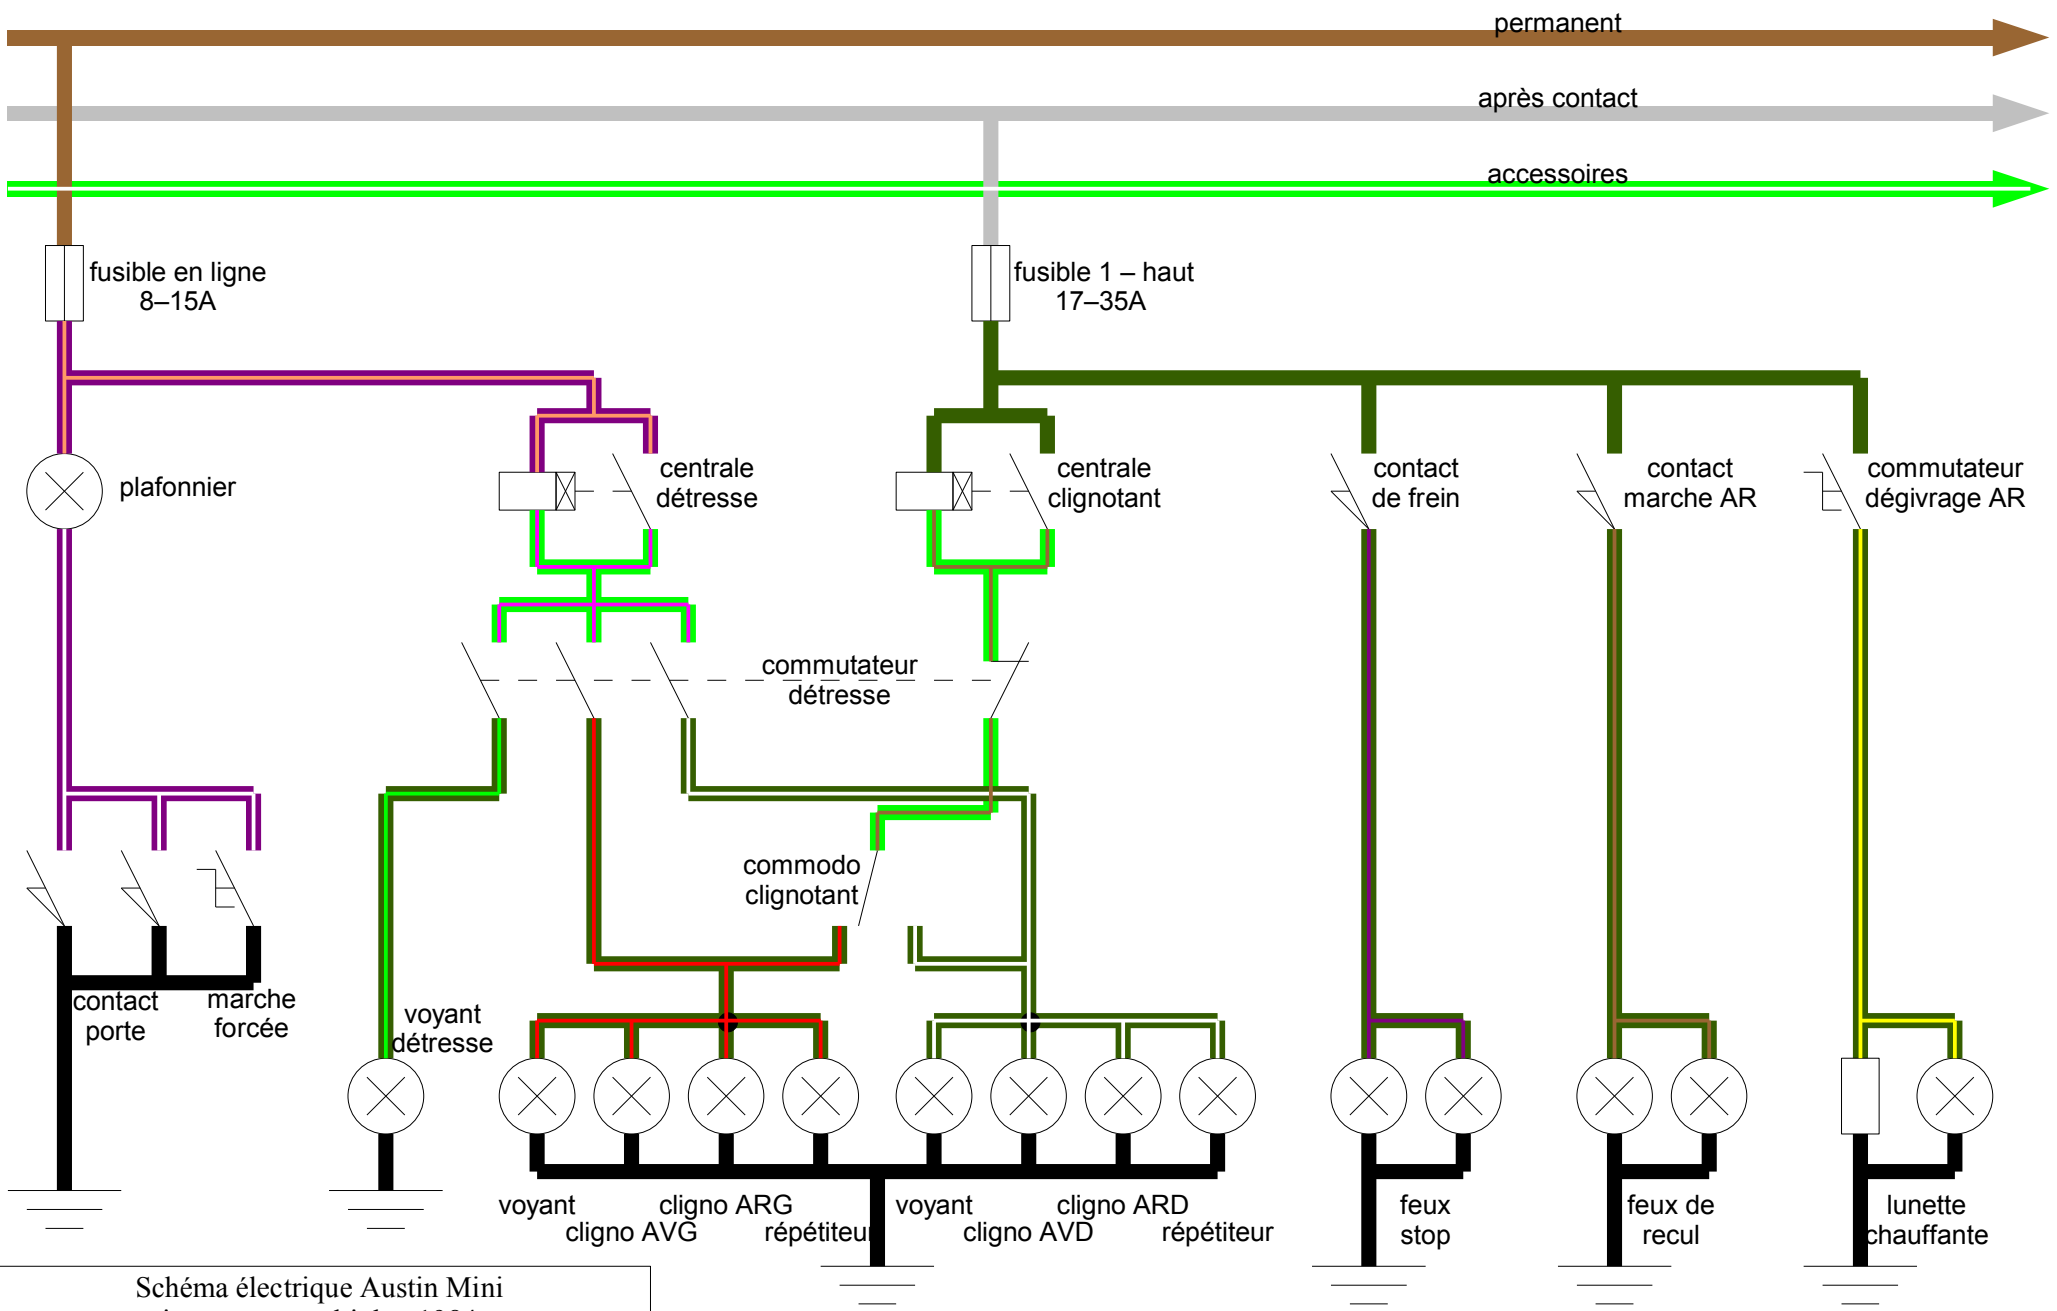 permanent
après contact
accessoires
fusible en ligne
8–15A
fusible 1 – haut
17–35A
plafonnier
centrale
détresse
centrale
clignotant
contact
de frein
contact
marche AR
commutateur
dégivrage AR
commutateur
détresse
commodo
clignotant
contact
porte
marche
forcée
voyant
détresse
voyant
cligno AVG
cligno ARG
répétiteur
voyant
cligno AVD
cligno ARD
répétiteur
feux
stop
feux de
recul
lunette
chauffante
Schéma électrique Austin Mini